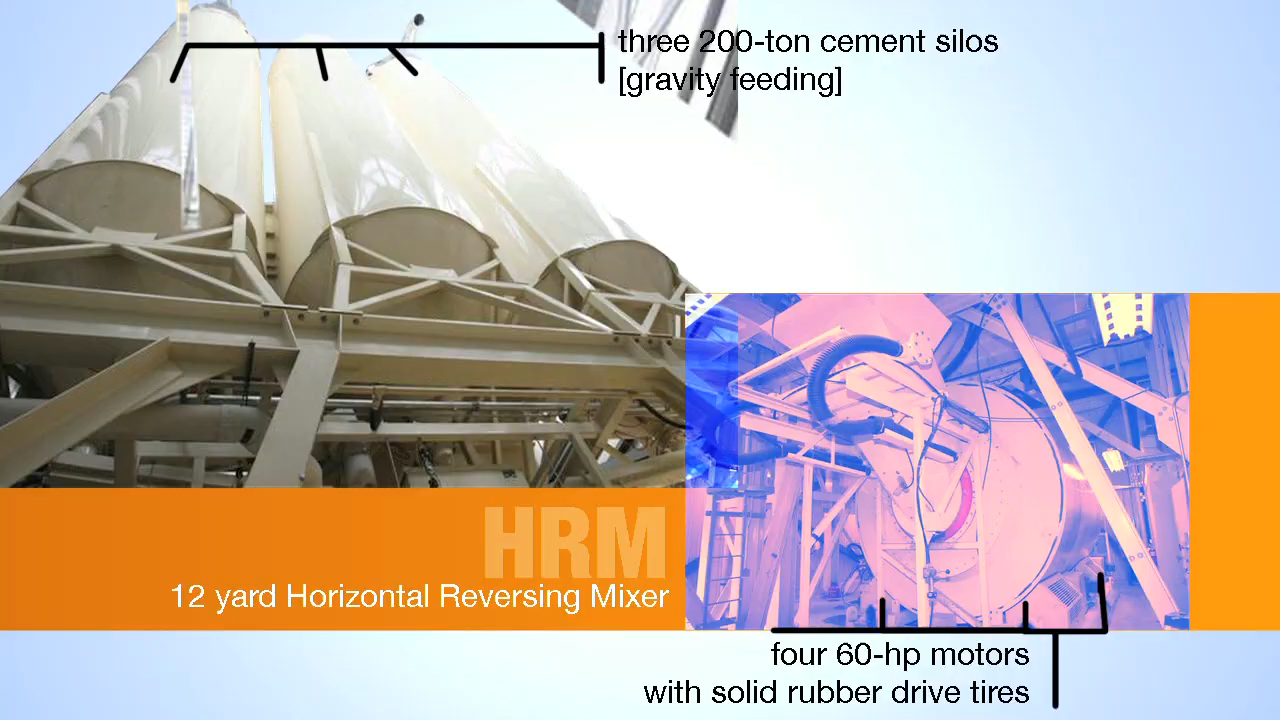 three 200-ton cement silos
[gravity feeding]
HRM
12 yard Horizontal Reversing Mixer
four 60-hp motors
with solid rubber drive tires